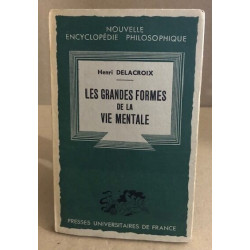 NOUVELLE
ENCYCLOPÉDIE PHILOSOPHIQUE
Henri DELACROIX
LES GRANDES FORMES
DE LA
VIE MENTALE
PRESSES UNIVERSITAIRES DE FRANCE